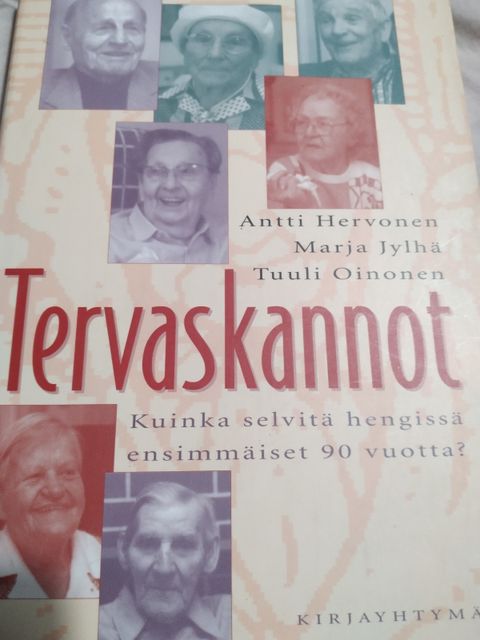 Antti Hervonen
Marja Jylhä
Tuuli Oinonen
Tervaskannot
Kuinka selvitä hengissä
ensimmäiset 90 vuotta?
KIRJAYHTYMÄ